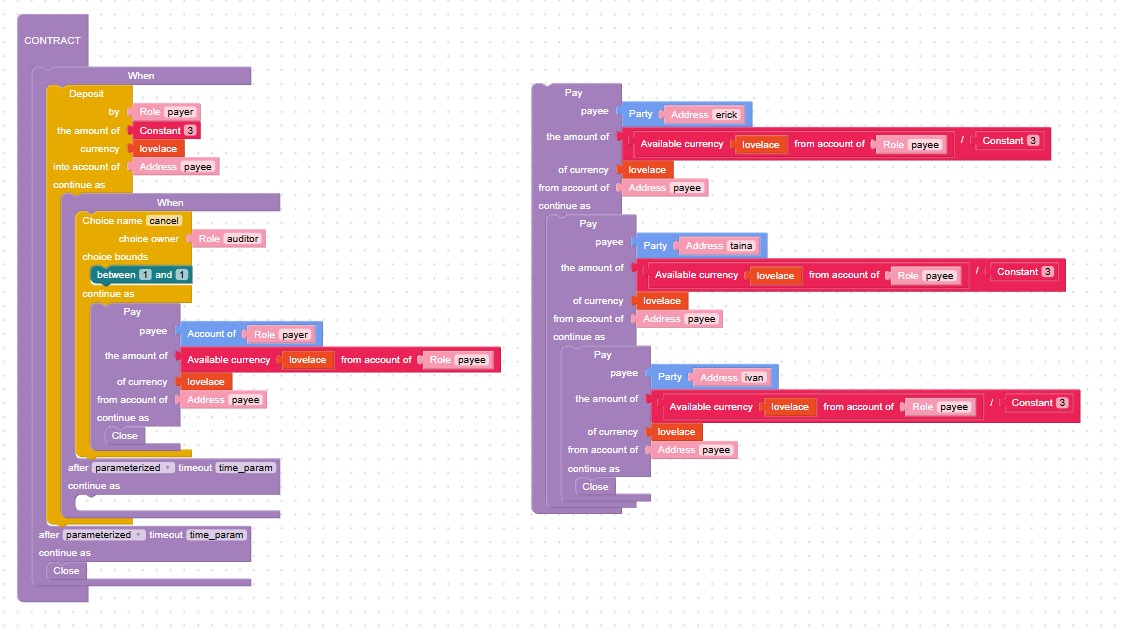 CONTRACT
When
Deposit
by Role payer
the amount of Constant 3
currency lovelace
into account of Address payee
continue as
When
Choice name cancel
choice owner Role auditor
choice bounds
between 1 and 1
continue as
Pay
payee Account of Role payer
the amount of Available currency lovelace from account of Role payee
of currency lovelace
from account of Address payee
continue as
Close
after parameterized timeout time_param
continue as
after parameterized timeout time_param
continue as
Close
Pay
payee Party Address erick
the amount of Available currency lovelace from account of Role payee / Constant 3
of currency lovelace
from account of Address payee
continue as
Pay
payee Party Address taina
the amount of Available currency lovelace from account of Role payee / Constant 3
of currency lovelace
from account of Address payee
continue as
Pay
payee Party Address ivan
the amount of Available currency lovelace from account of Role payee / Constant 3
of currency lovelace
from account of Address payee
continue as
Close